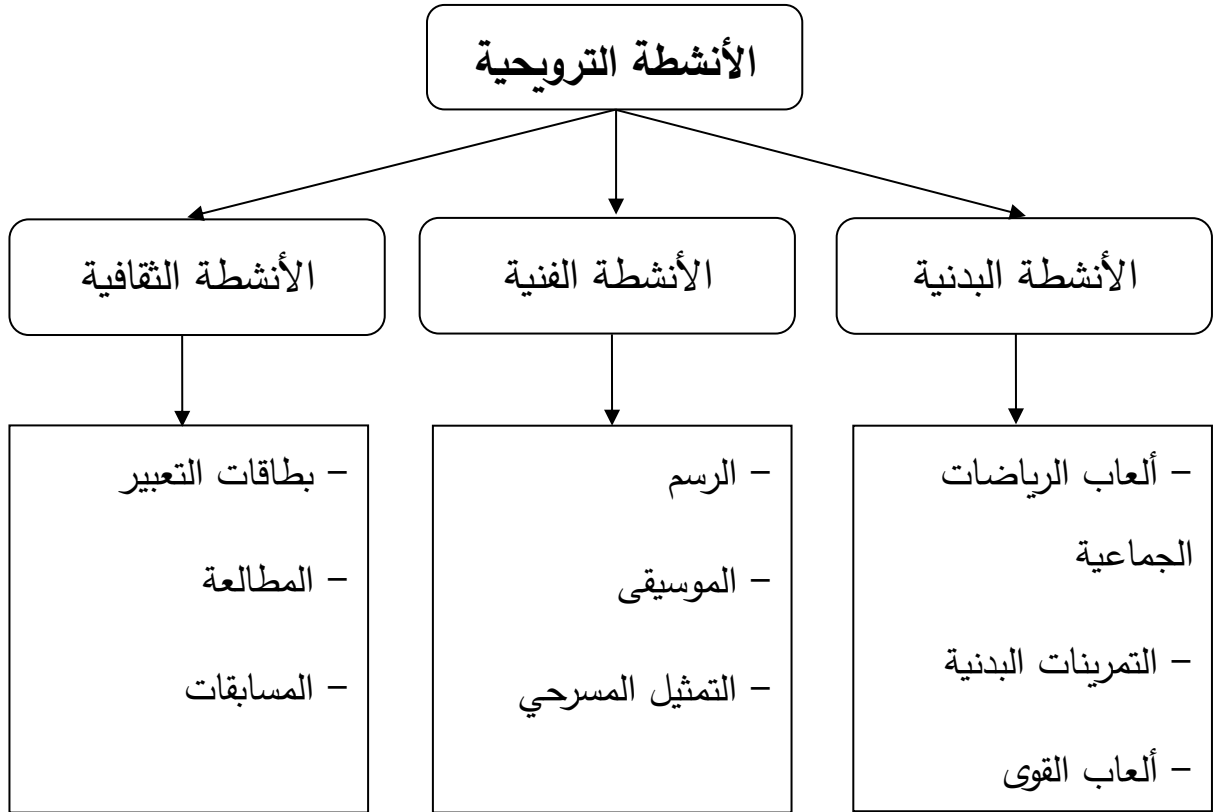 الأنشطة الترويحية
الأنشطة البدنية
الأنشطة الفنية
الأنشطة الثقافية
– ألعاب الرياضات
الجماعية
– التمرينات البدنية
– ألعاب القوى
– الرسم
– الموسيقى
– التمثيل المسرحي
– بطاقات التعبير
– المطالعة
– المسابقات